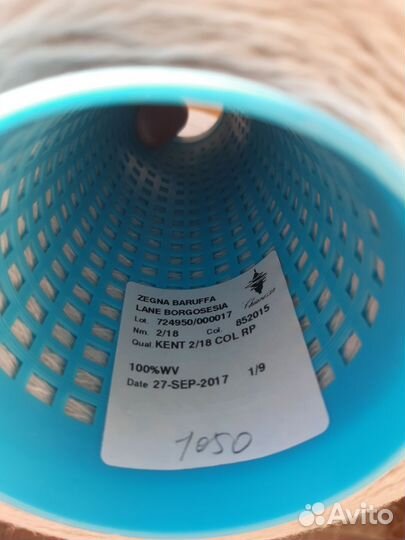 ZEGNA BARUFFA
LANE BORGOSESIA
Lot. 724950/000017
Nm. 2/18 Col. 852015
Qual. KENT 2/18 COL RP
100%WV 1/9
Date 27-SEP-2017
1050
Avito